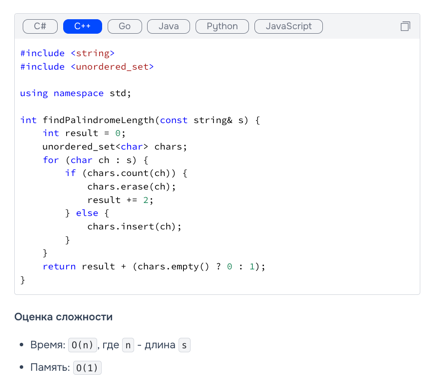 C# C++ Go Java Python JavaScript
#include <string>
#include <unordered_set>
using namespace std;
int findPalindromeLength(const string& s) {
    int result = 0;
    unordered_set<char> chars;
    for (char ch : s) {
        if (chars.count(ch)) {
            chars.erase(ch);
            result += 2;
        } else {
            chars.insert(ch);
        }
    }
    return result + (chars.empty() ? 0 : 1);
}
Оценка сложности
• Время: O(n), где n - длина s
• Память: O(1)